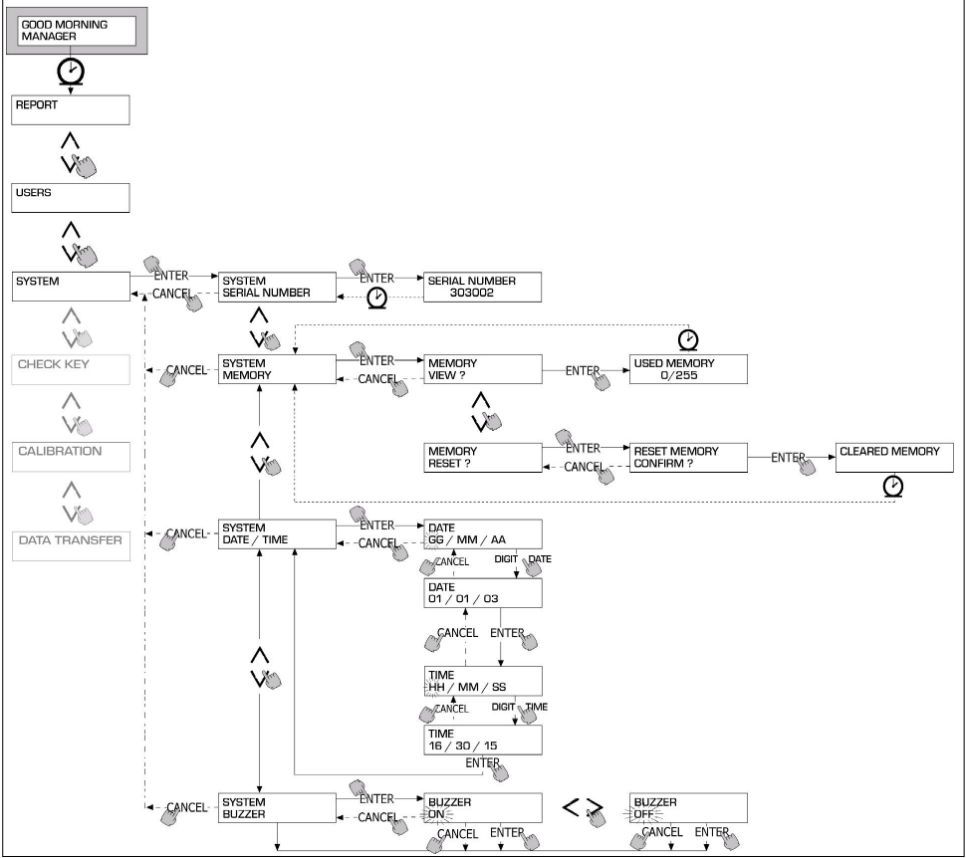 GOOD MORNING
MANAGER
REPORT
USERS
SYSTEM
ENTER
CANCEL
SYSTEM
SERIAL NUMBER
ENTER
SERIAL NUMBER
303002
CHECK KEY
CANCEL
SYSTEM
MEMORY
ENTER
CANCEL
MEMORY
VIEW ?
ENTER
USED MEMORY
0/255
CALIBRATION
MEMORY
RESET ?
ENTER
CANCEL
RESET MEMORY
CONFIRM ?
ENTER
CLEARED MEMORY
DATA TRANSFER
CANCEL
SYSTEM
DATE / TIME
ENTER
CANCEL
DATE
GG / MM / AA
CANCEL
DIGIT DATE
DATE
01 / 01 / 03
CANCEL ENTER
TIME
HH / MM / SS
CANCEL
DIGIT TIME
TIME
16 / 30 / 15
ENTER
CANCEL
SYSTEM
BUZZER
ENTER
CANCEL
BUZZER
ON
CANCEL ENTER
BUZZER
OFF
CANCEL ENTER